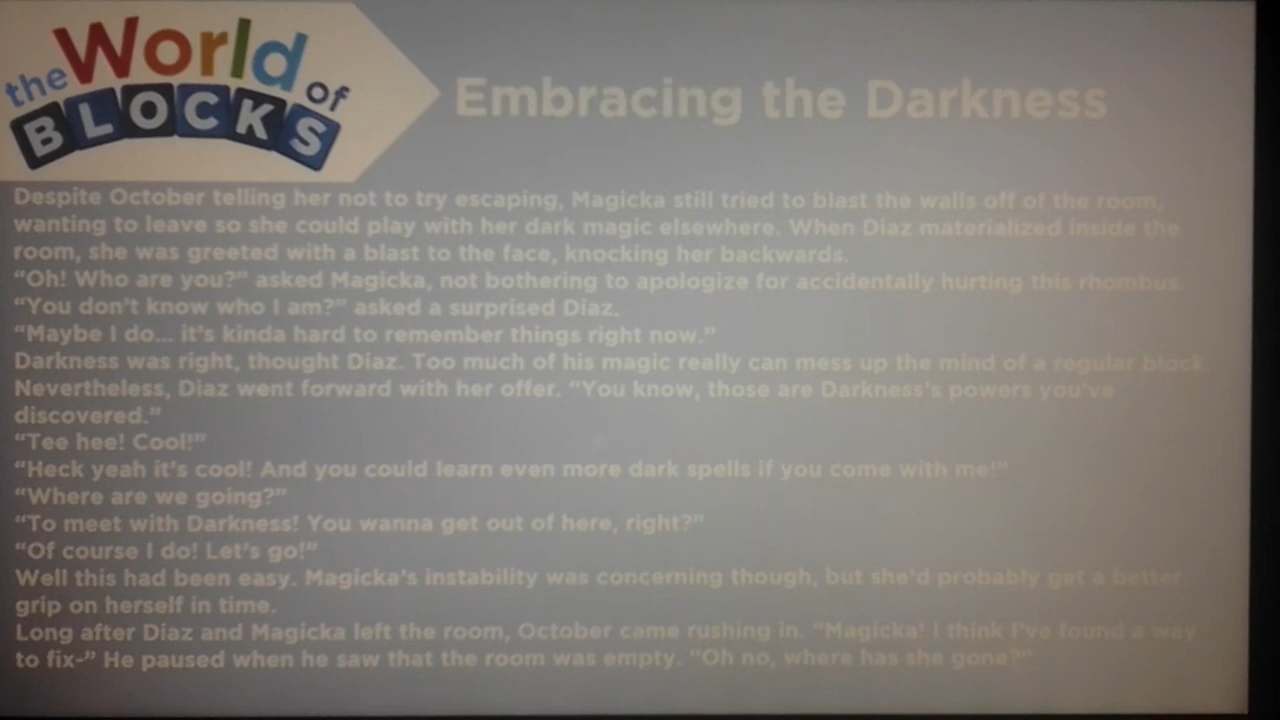 the World of
BLOCKS
Embracing the Darkness
Despite October telling her not to try escaping, Magicka still tried to blast the walls off of the room,
wanting to leave so she could play with her dark magic elsewhere. When Diaz materialized inside the
room, she was greeted with a blast to the face, knocking her backwards.
“Oh! Who are you?” asked Magicka, not bothering to apologize for accidentally hurting this rhombus.
“You don’t know who I am?” asked a surprised Diaz.
“Maybe I do... it’s kinda hard to remember things right now.”
Darkness was right, thought Diaz. Too much of his magic really can mess up the mind of a regular block.
Nevertheless, Diaz went forward with her offer. “You know, those are Darkness’s powers you’ve
discovered.”
“Tee hee! Cool!”
“Heck yeah it’s cool! And you could learn even more dark spells if you come with me!”
“Where are we going?”
“To meet with Darkness! You wanna get out of here, right?”
“Of course I do! Let’s go!”
Well this had been easy. Magicka’s instability was concerning though, but she’d probably get a better
grip on herself in time.
Long after Diaz and Magicka left the room, October came rushing in. “Magicka! I think I’ve found a way
to fix-” He paused when he saw that the room was empty. “Oh no, where has she gone?”